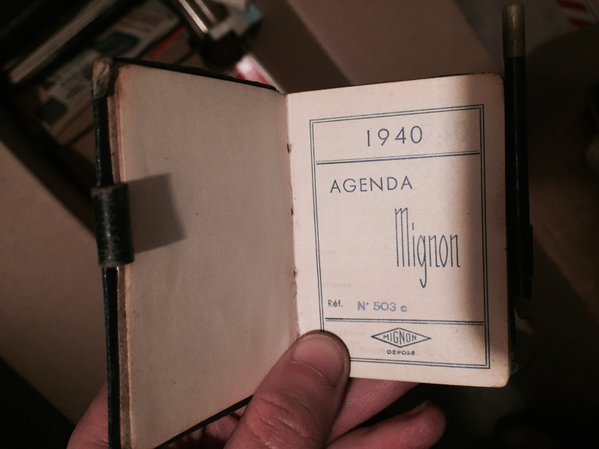 1940
AGENDA
Mignon
Réf. N° 503 c
MIGNON
DÉPOSÉ